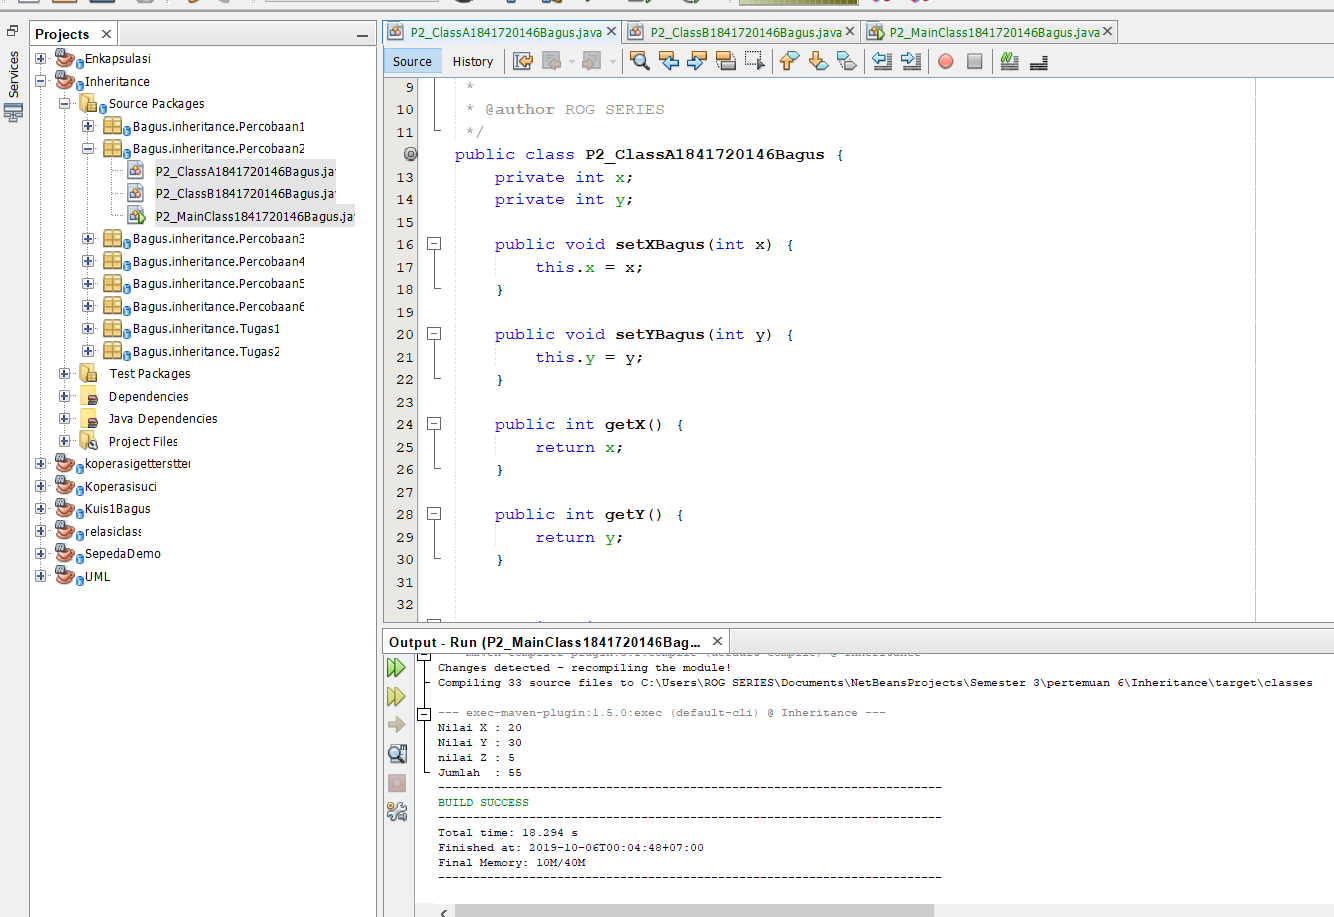 Services
Projects
Enkapsulasi
Inheritance
Source Packages
Bagus.inheritance.Percobaan1
Bagus.inheritance.Percobaan2
P2_ClassA1841720146Bagus.ja
P2_ClassB1841720146Bagus.ja
P2_MainClass1841720146Bagus.ja
Bagus.inheritance.Percobaan3
Bagus.inheritance.Percobaan4
Bagus.inheritance.Percobaan5
Bagus.inheritance.Percobaan6
Bagus.inheritance.Tugas1
Bagus.inheritance.Tugas2
Test Packages
Dependencies
Java Dependencies
Project Files
koperasigetterstter
Koperasisuci
Kuis1Bagus
relasiclass
SepedaDemo
UML
P2_ClassA1841720146Bagus.java P2_ClassB1841720146Bagus.java P2_MainClass1841720146Bagus.java
Source History
9 *
10 * @author ROG SERIES
11 */
public class P2_ClassA1841720146Bagus {
13 private int x;
14 private int y;
15
16 public void setXBagus(int x) {
17 this.x = x;
18 }
19
20 public void setYBagus(int y) {
21 this.y = y;
22 }
23
24 public int getX() {
25 return x;
26 }
27
28 public int getY() {
29 return y;
30 }
31
32
Output - Run (P2_MainClass1841720146Bag...
Changes detected - recompiling the module!
Compiling 33 source files to C:\Users\ROG SERIES\Documents\NetBeansProjects\Semester 3\pertemuan 6\Inheritance\target\classes
--- exec-maven-plugin:1.5.0:exec (default-cli) @ Inheritance ---
Nilai X : 20
Nilai Y : 30
nilai Z : 5
Jumlah : 55
------------------------------------------------------------------------
BUILD SUCCESS
------------------------------------------------------------------------
Total time: 18.294 s
Finished at: 2019-10-06T00:04:48+07:00
Final Memory: 10M/40M
------------------------------------------------------------------------